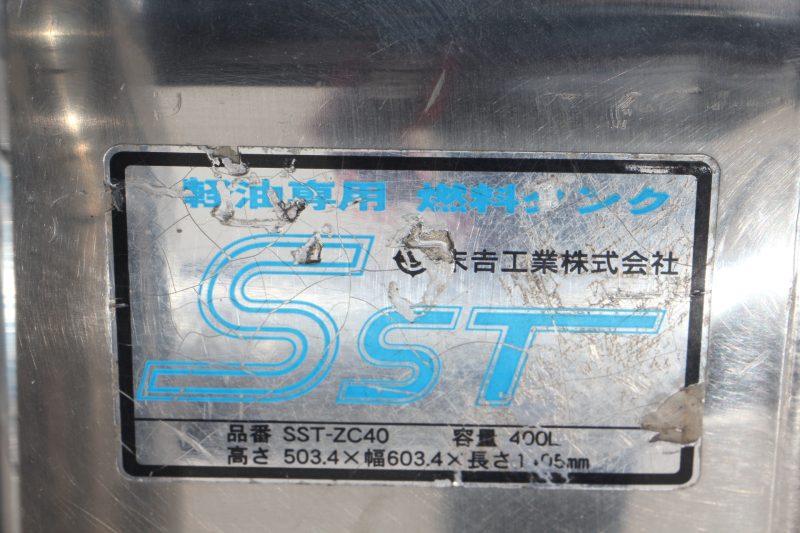 軽油専用 燃料タンク
末吉工業株式会社
SST
品番 SST-ZC40 容量 400L
高さ 503.4×幅603.4×長さ